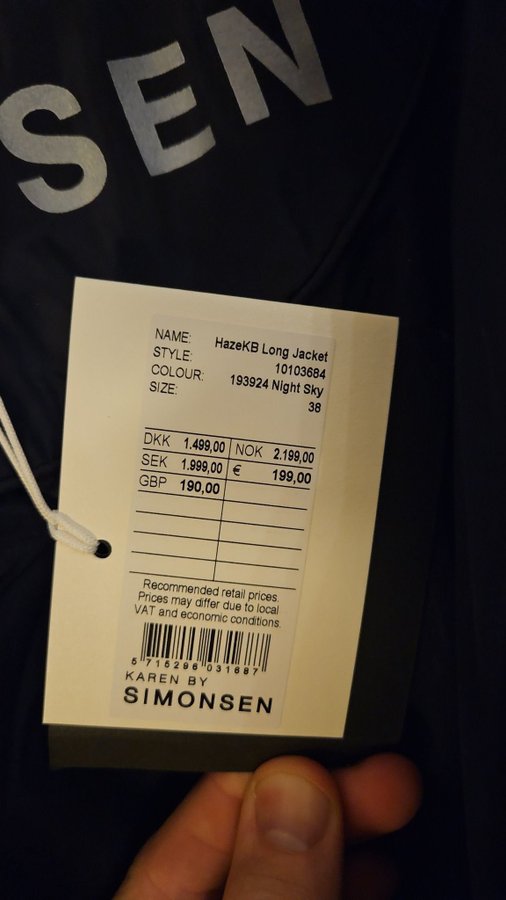 SEN
NAME: HazeKB Long Jacket
STYLE: 10103684
COLOUR: 193924 Night Sky
SIZE: 38
DKK 1.499,00 NOK 2.199,00
SEK 1.999,00 € 199,00
GBP 190,00
Recommended retail prices.
Prices may differ due to local
VAT and economic conditions.
5 715296 031687
KAREN BY
SIMONSEN